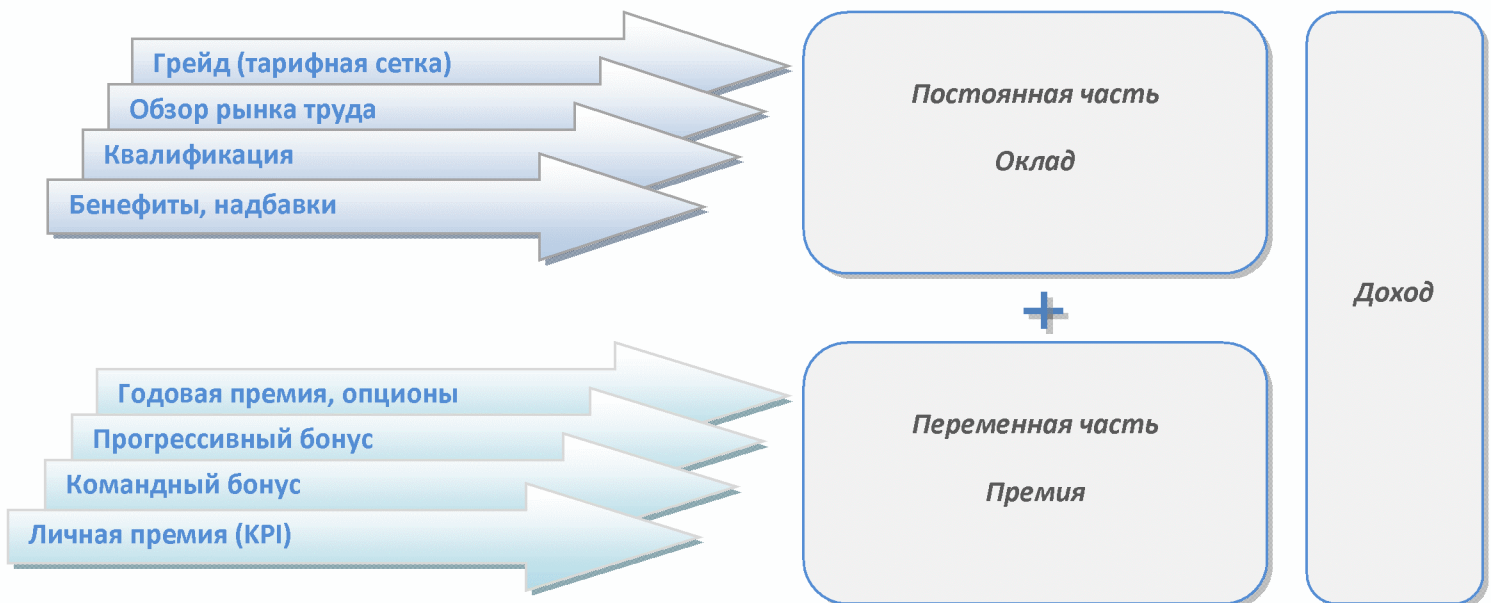 Грейд (тарифная сетка)
Обзор рынка труда
Квалификация
Бенефиты, надбавки
Постоянная часть
Оклад
+
Доход
Годовая премия, опционы
Прогрессивный бонус
Командный бонус
Личная премия (KPI)
Переменная часть
Премия